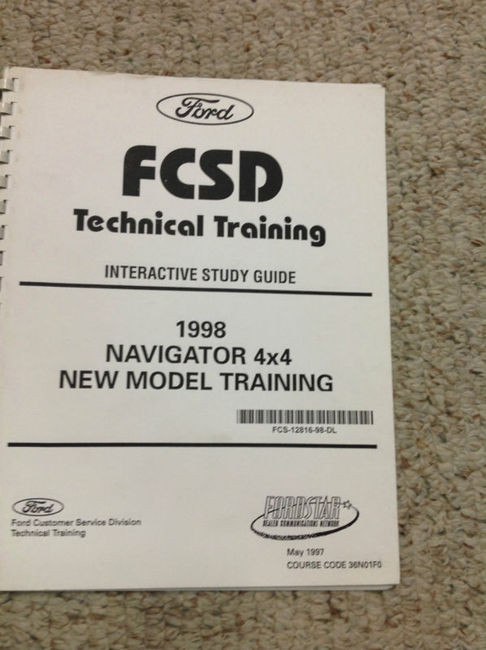 Ford
FCSD
Technical Training
INTERACTIVE STUDY GUIDE
1998
NAVIGATOR 4x4
NEW MODEL TRAINING
FCS-12816-98-DL
Ford
Ford Customer Service Division
Technical Training
FORDSTAR
DEALER COMMUNICATIONS NETWORK
May 1997
COURSE CODE 36N01F0